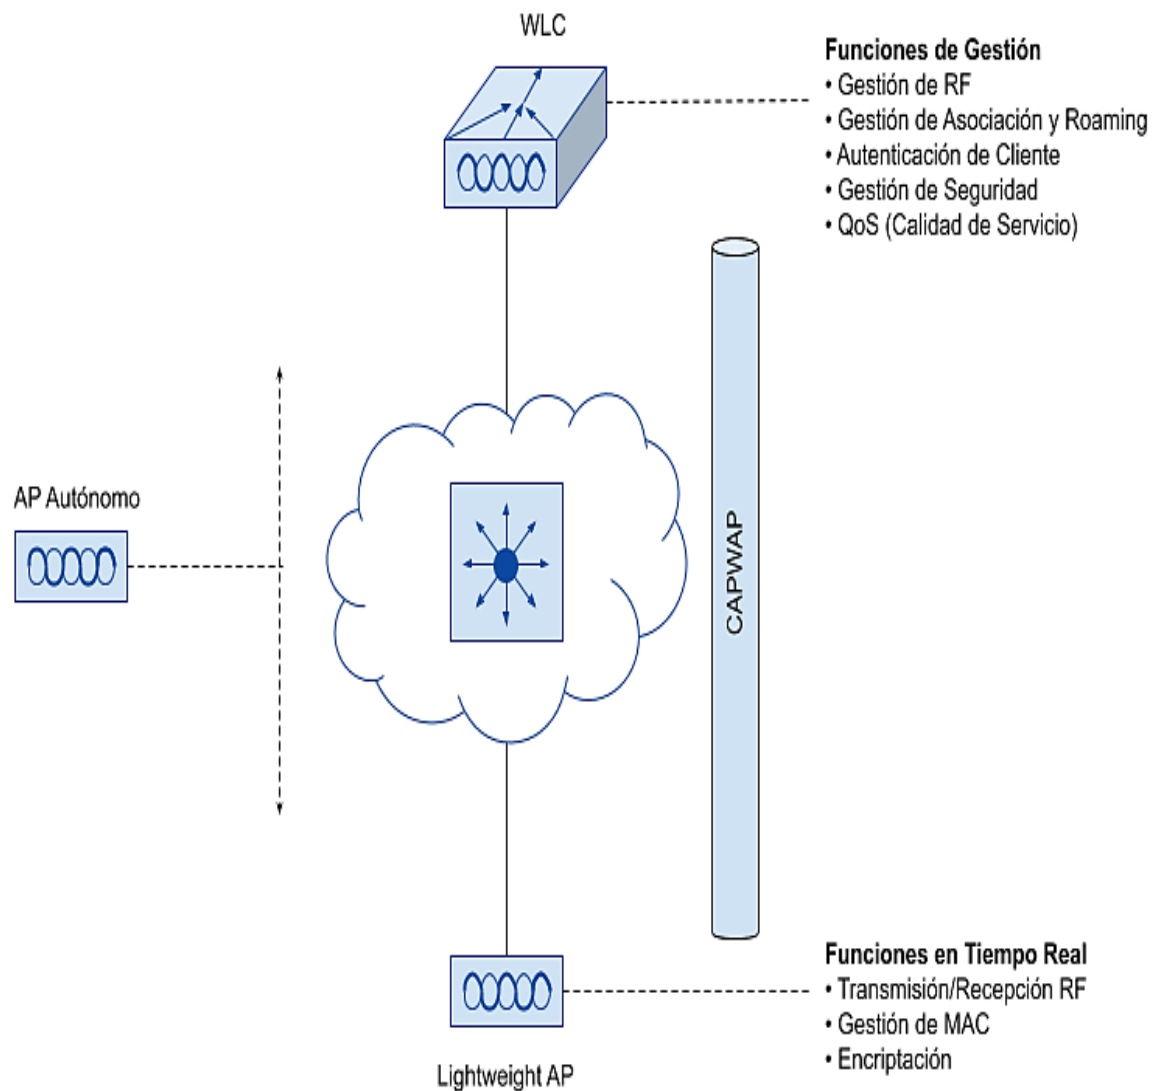 WLC
Funciones de Gestión
• Gestión de RF
• Gestión de Asociación y Roaming
• Autenticación de Cliente
• Gestión de Seguridad
• QoS (Calidad de Servicio)
AP Autónomo
CAPWAP
Funciones en Tiempo Real
• Transmisión/Recepción RF
• Gestión de MAC
• Encriptación
Lightweight AP